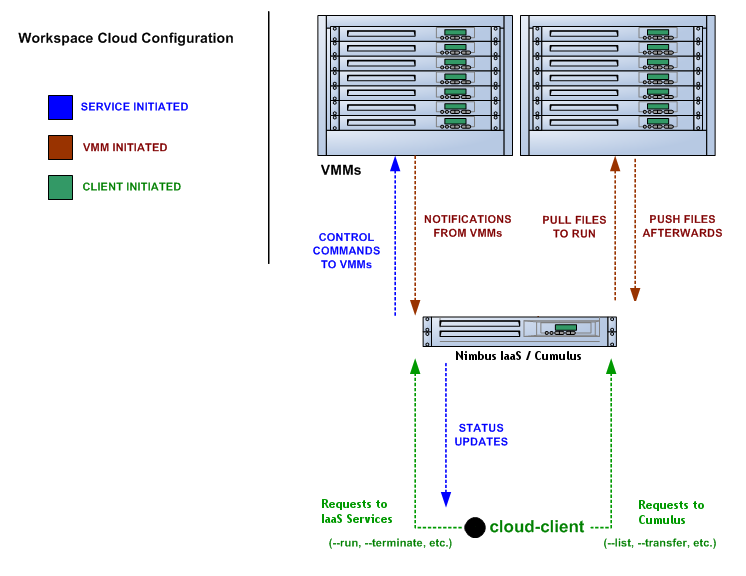 Workspace Cloud Configuration
SERVICE INITIATED
VMM INITIATED
CLIENT INITIATED
VMMs
CONTROL
COMMANDS
TO VMMs
NOTIFICATIONS
FROM VMMs
PULL FILES
TO RUN
PUSH FILES
AFTERWARDS
Nimbus IaaS / Cumulus
STATUS
UPDATES
Requests to
IaaS Services
(--run, --terminate, etc.)
cloud-client
Requests to
Cumulus
(--list, --transfer, etc.)